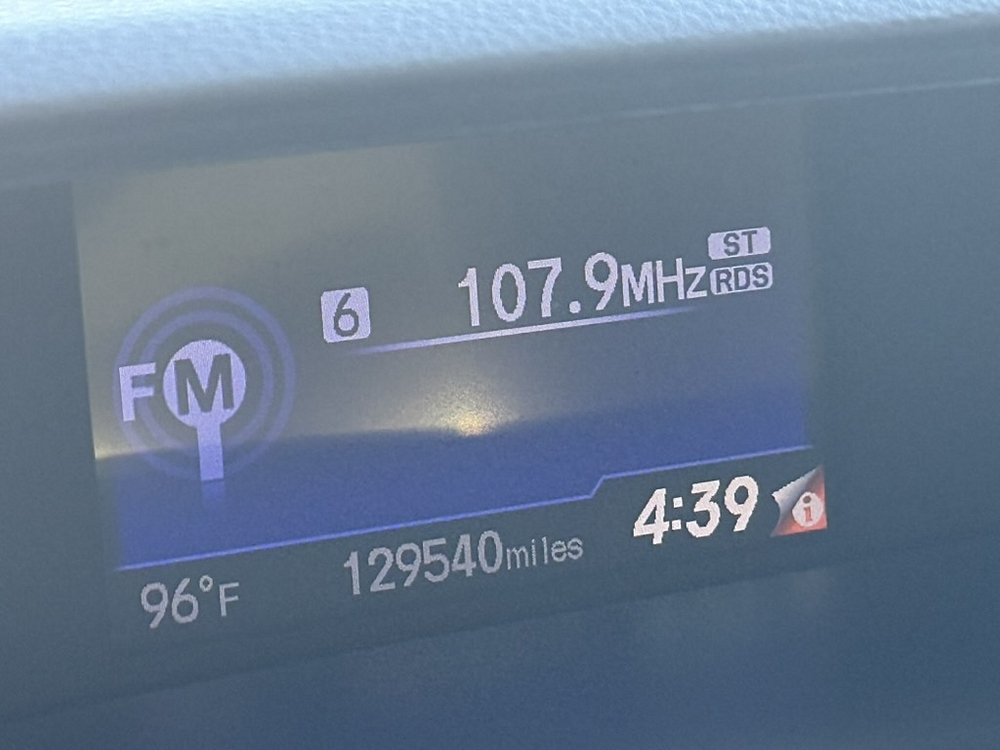 ST
6 107.9MHz RDS
FM
4:39 i
96°F 129540miles